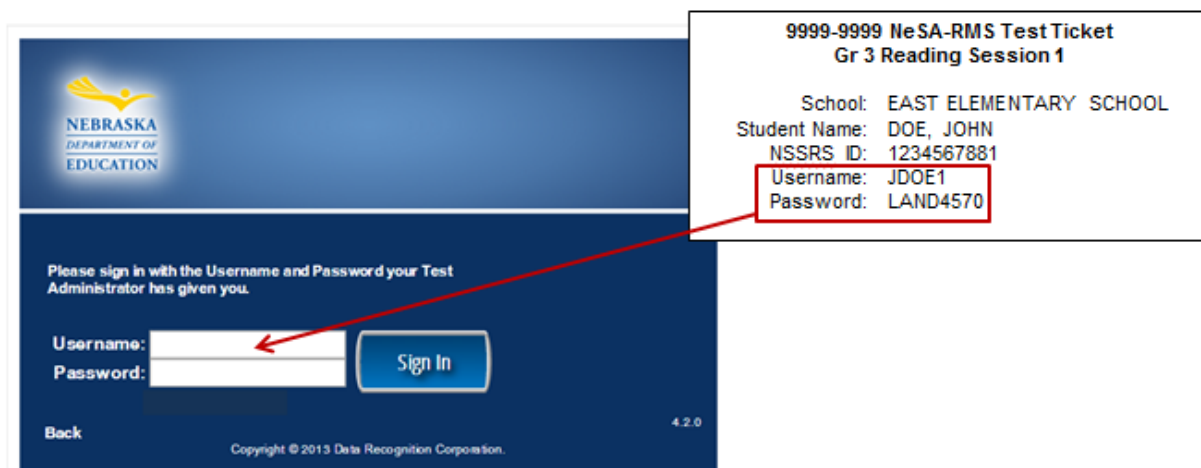 9999-9999 NeSA-RMS Test Ticket
Gr 3 Reading Session 1
School: EAST ELEMENTARY SCHOOL
Student Name: DOE, JOHN
NSSRS ID: 1234567881
Username: JDOE1
Password: LAND4570
NEBRASKA
DEPARTMENT OF
EDUCATION
Please sign in with the Username and Password your Test
Administrator has given you.
Username:
Password:
Sign In
Back
4.2.0
Copyright © 2013 Data Recognition Corporation.